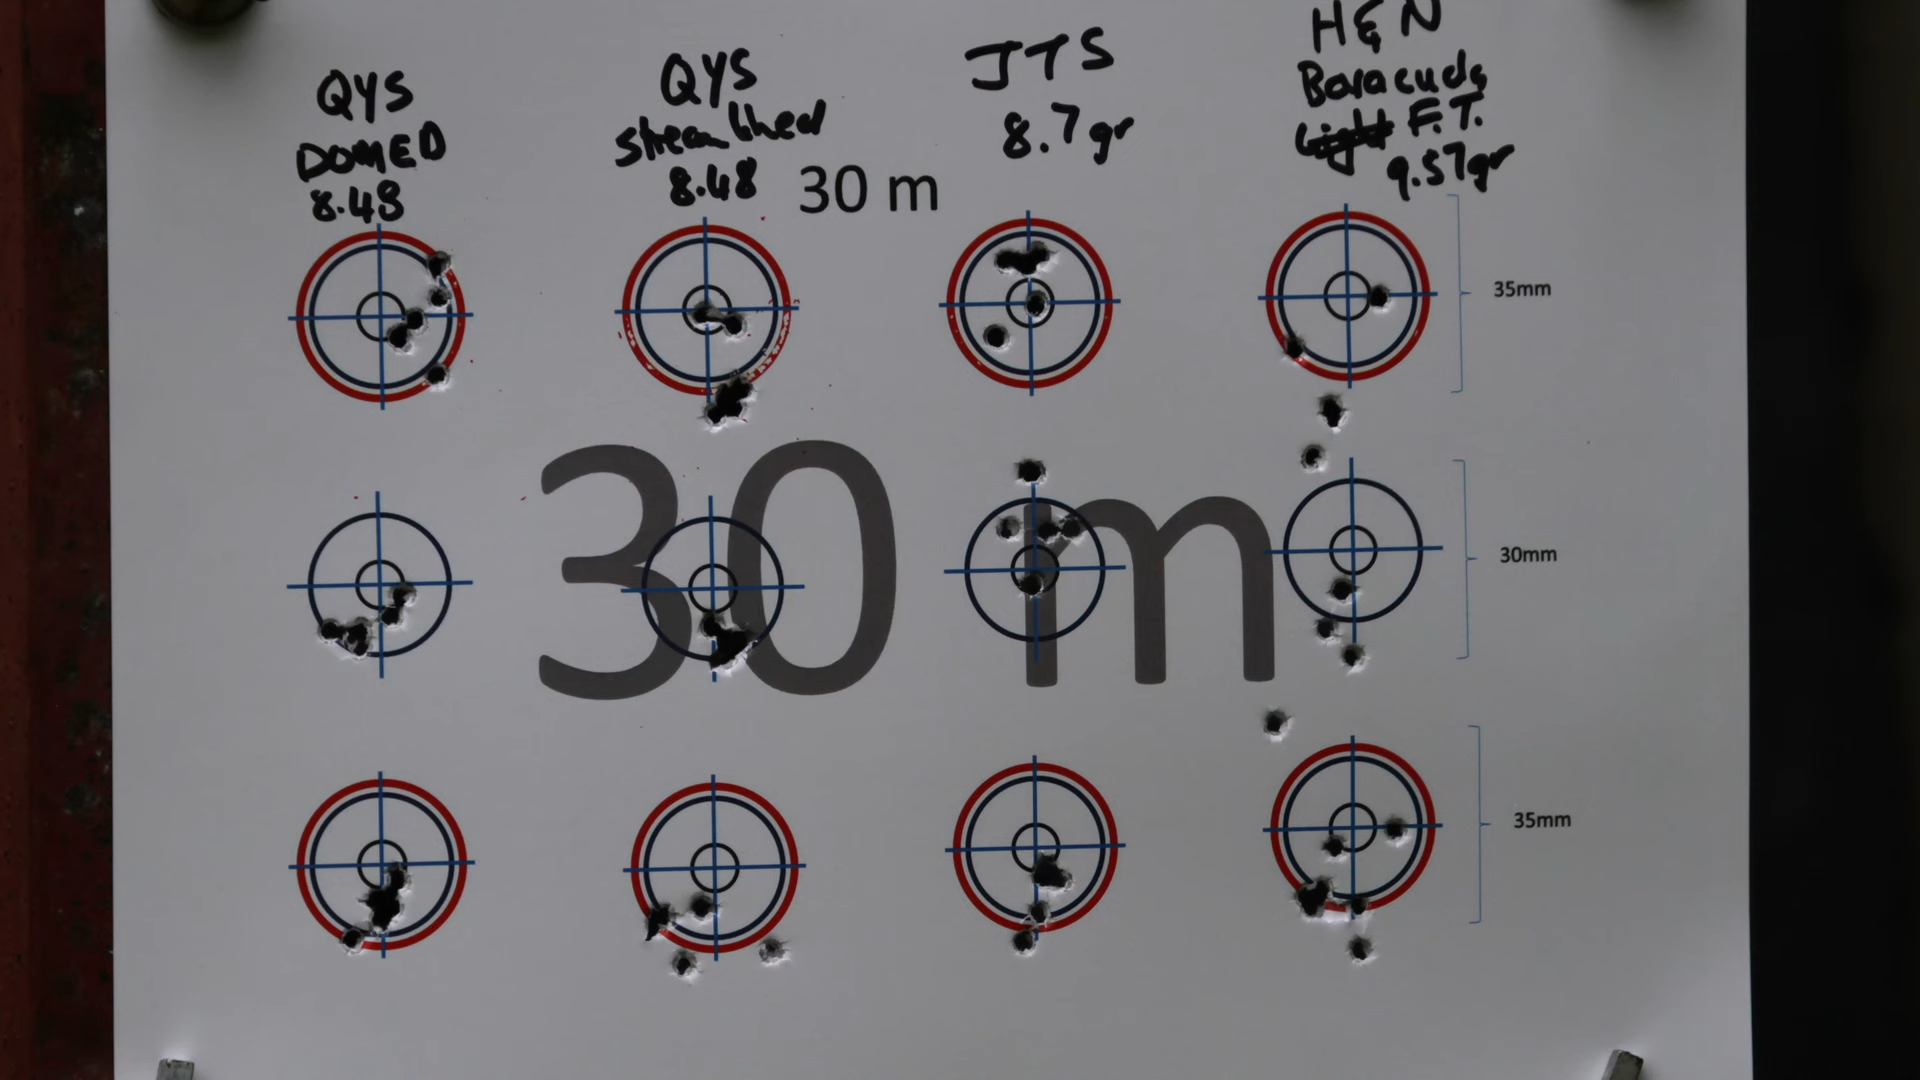 QYS
DOMED
8.48
QYS
Streamlined
8.48
30 m
JTS
8.7gr
H&N
Baracuda
Light F.T.
9.57gr
35mm
30 m
30mm
35mm